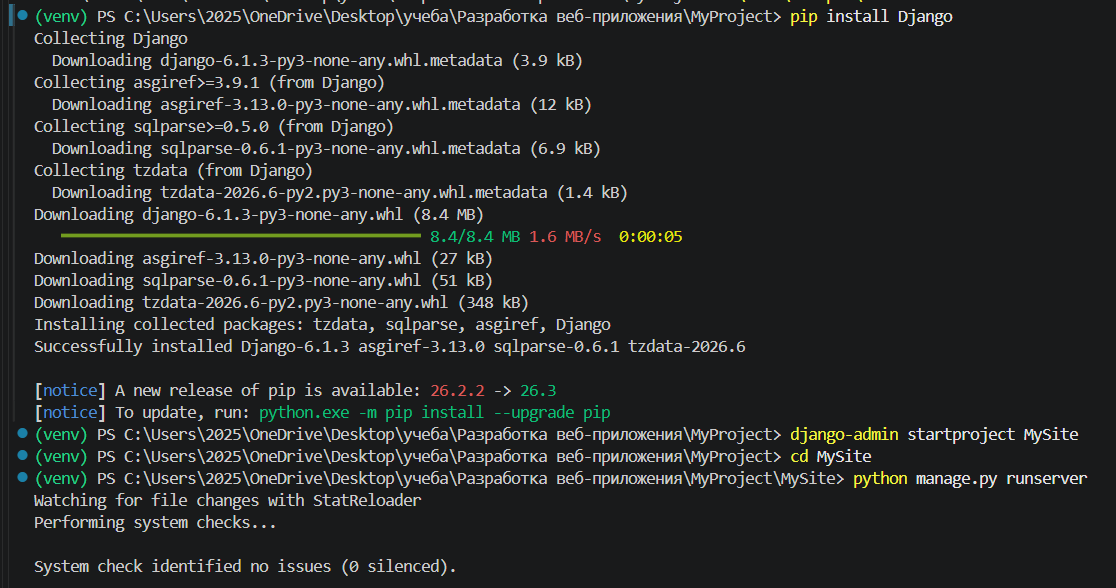 (venv) PS C:\Users\2025\OneDrive\Desktop\учеба\Разработка веб-приложения\MyProject> pip install Django
Collecting Django
  Downloading django-6.1.3-py3-none-any.whl.metadata (3.9 kB)
Collecting asgiref>=3.9.1 (from Django)
  Downloading asgiref-3.13.0-py3-none-any.whl.metadata (12 kB)
Collecting sqlparse>=0.5.0 (from Django)
  Downloading sqlparse-0.6.1-py3-none-any.whl.metadata (6.9 kB)
Collecting tzdata (from Django)
  Downloading tzdata-2026.6-py2.py3-none-any.whl.metadata (1.4 kB)
Downloading django-6.1.3-py3-none-any.whl (8.4 MB)
8.4/8.4 MB 1.6 MB/s  0:00:05
Downloading asgiref-3.13.0-py3-none-any.whl (27 kB)
Downloading sqlparse-0.6.1-py3-none-any.whl (51 kB)
Downloading tzdata-2026.6-py2.py3-none-any.whl (348 kB)
Installing collected packages: tzdata, sqlparse, asgiref, Django
Successfully installed Django-6.1.3 asgiref-3.13.0 sqlparse-0.6.1 tzdata-2026.6

[notice] A new release of pip is available: 26.2.2 -> 26.3
[notice] To update, run: python.exe -m pip install --upgrade pip
(venv) PS C:\Users\2025\OneDrive\Desktop\учеба\Разработка веб-приложения\MyProject> django-admin startproject MySite
(venv) PS C:\Users\2025\OneDrive\Desktop\учеба\Разработка веб-приложения\MyProject> cd MySite
(venv) PS C:\Users\2025\OneDrive\Desktop\учеба\Разработка веб-приложения\MyProject\MySite> python manage.py runserver
Watching for file changes with StatReloader
Performing system checks...

System check identified no issues (0 silenced).